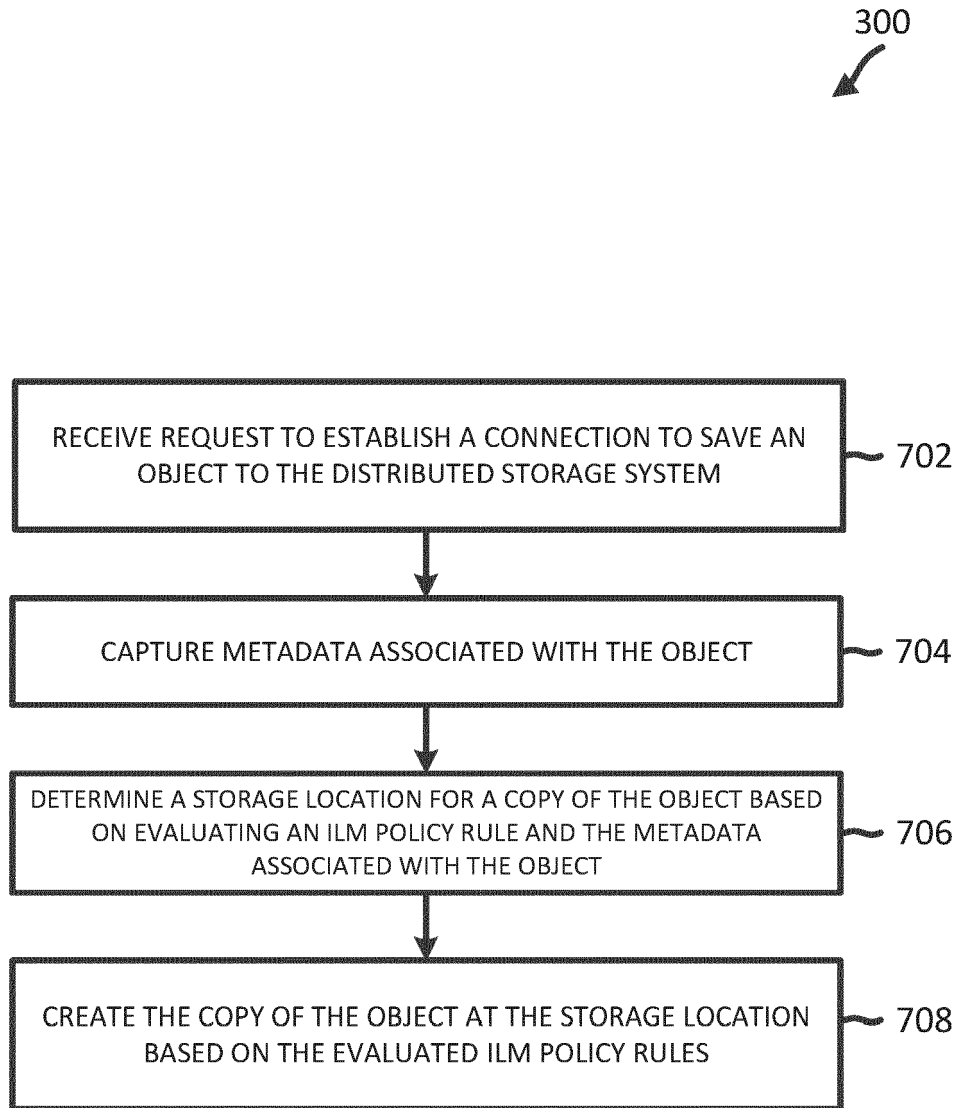 300
RECEIVE REQUEST TO ESTABLISH A CONNECTION TO SAVE AN
OBJECT TO THE DISTRIBUTED STORAGE SYSTEM
702
CAPTURE METADATA ASSOCIATED WITH THE OBJECT
704
DETERMINE A STORAGE LOCATION FOR A COPY OF THE OBJECT BASED
ON EVALUATING AN ILM POLICY RULE AND THE METADATA
ASSOCIATED WITH THE OBJECT
706
CREATE THE COPY OF THE OBJECT AT THE STORAGE LOCATION
BASED ON THE EVALUATED ILM POLICY RULES
708